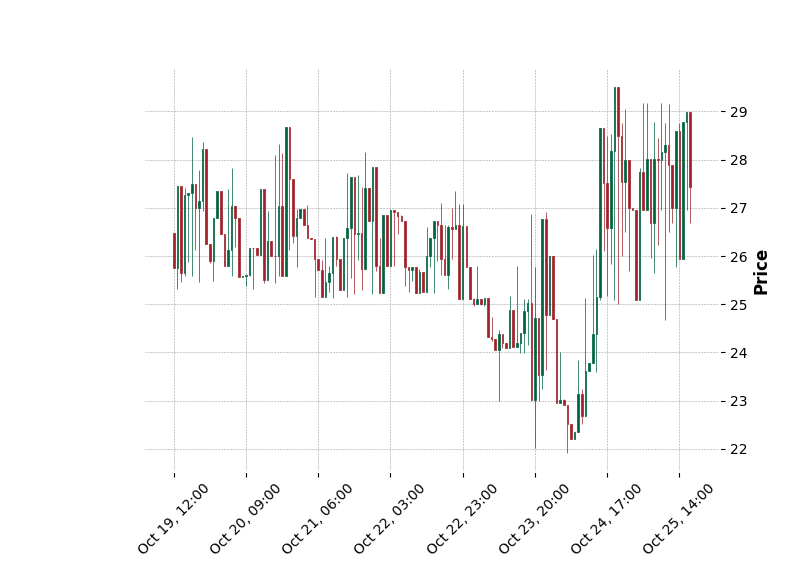 29
28
27
26
25
24
23
22
Price
Oct 19, 12:00
Oct 20, 09:00
Oct 21, 06:00
Oct 22, 03:00
Oct 22, 23:00
Oct 23, 20:00
Oct 24, 17:00
Oct 25, 14:00